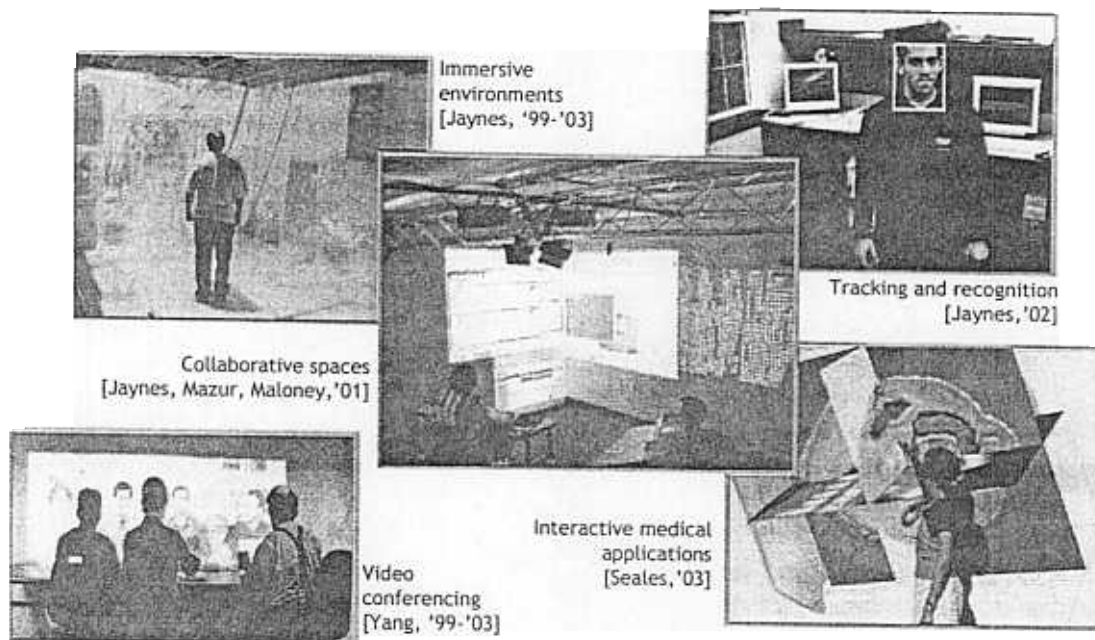 Immersive
environments
[Jaynes, ‘99-’03]
Tracking and recognition
[Jaynes,’02]
Collaborative spaces
[Jaynes, Mazur, Maloney,’01]
Interactive medical
applications
[Seales,’03]
Video
conferencing
[Yang, ‘99-’03]